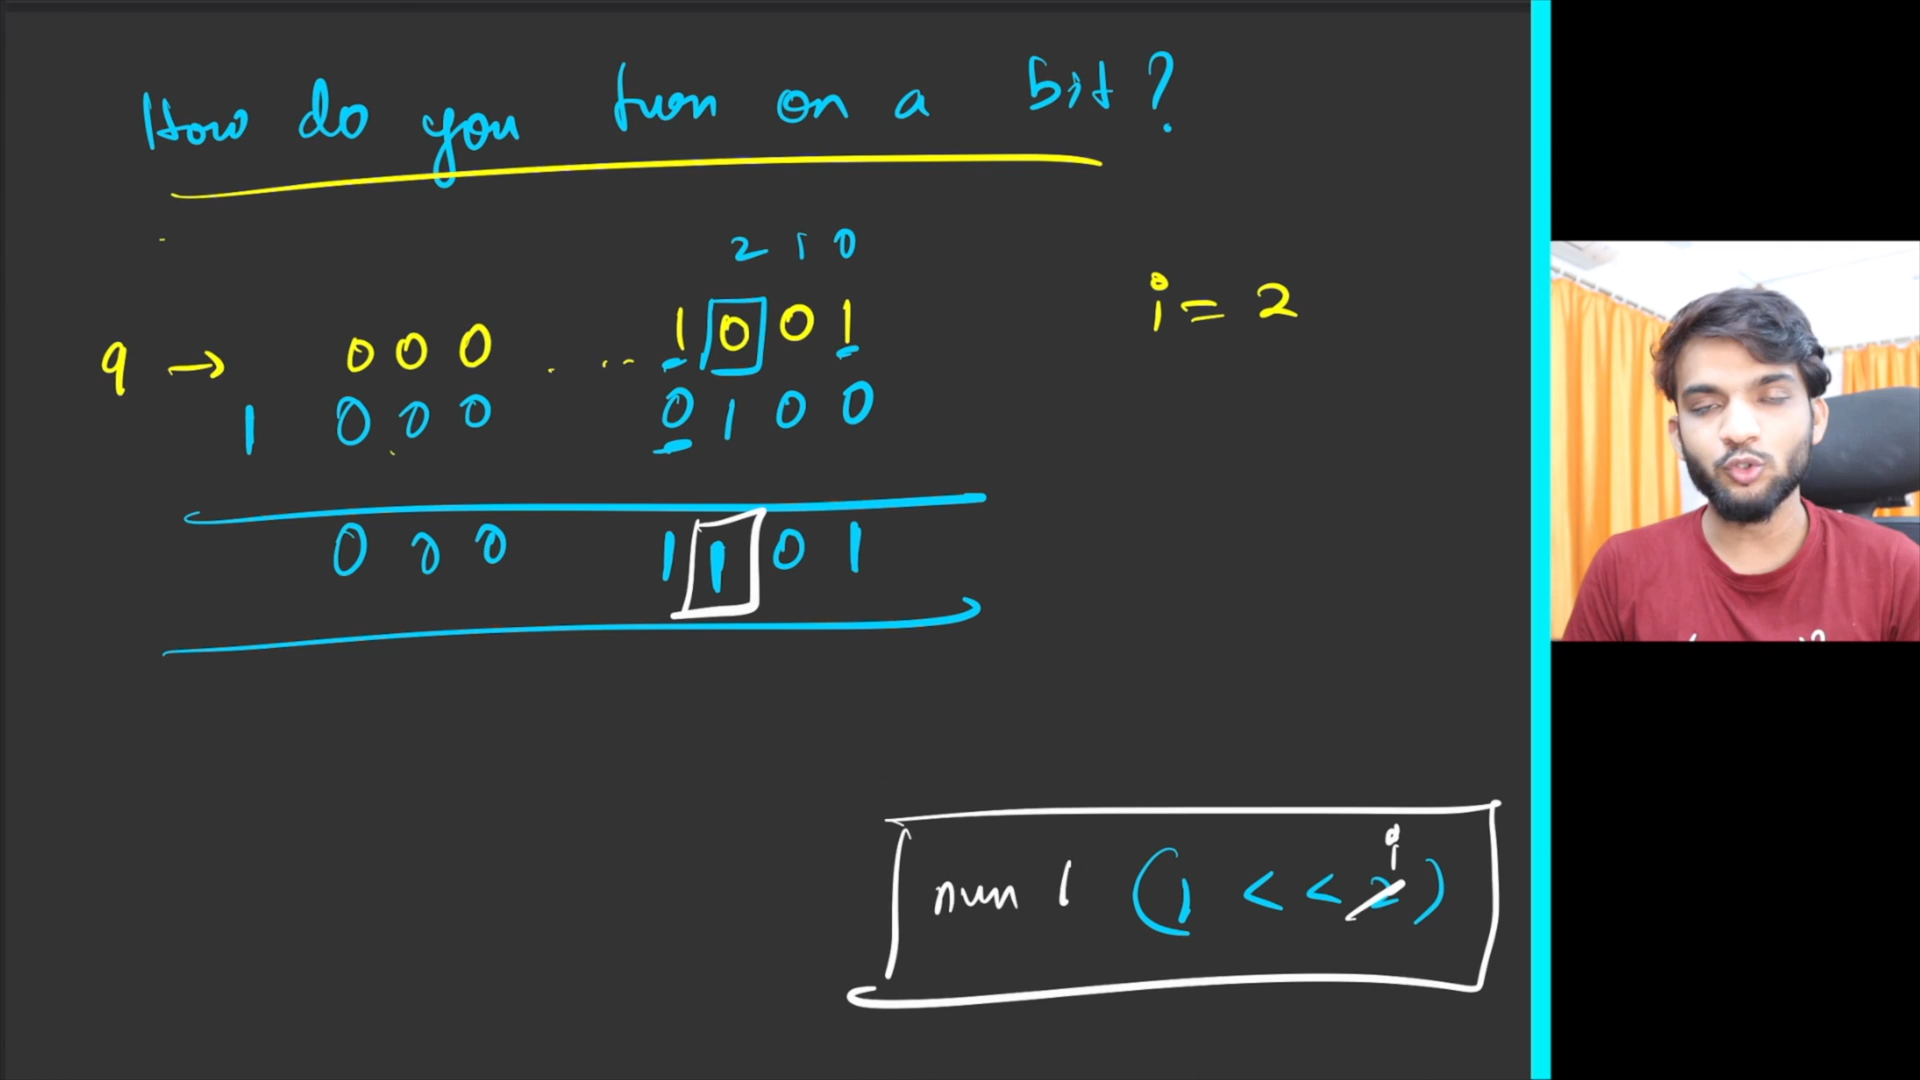 How do you turn on a bit?
2 1 0
i = 2
9 → 0 0 0 . . .. 1 0 0 1
| 0 0 0 0 1 0 0
0 0 0 1 1 0 1
num | (1 << 2) i